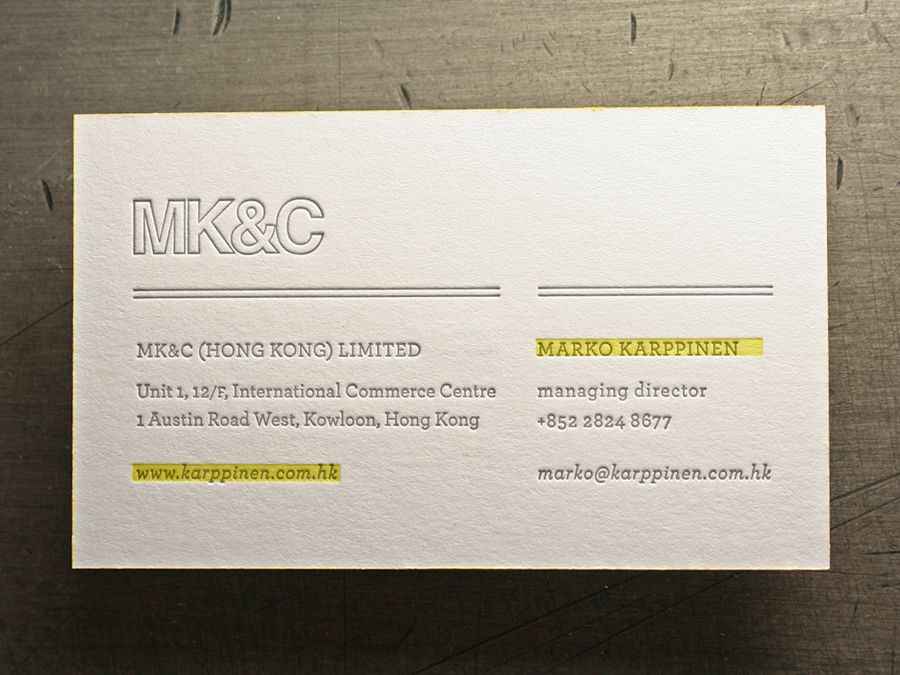 MK&C
MK&C (HONG KONG) LIMITED
Unit 1, 12/F, International Commerce Centre
1 Austin Road West, Kowloon, Hong Kong
www.karppinen.com.hk
MARKO KARPPINEN
managing director
+852 2824 8677
marko@karppinen.com.hk